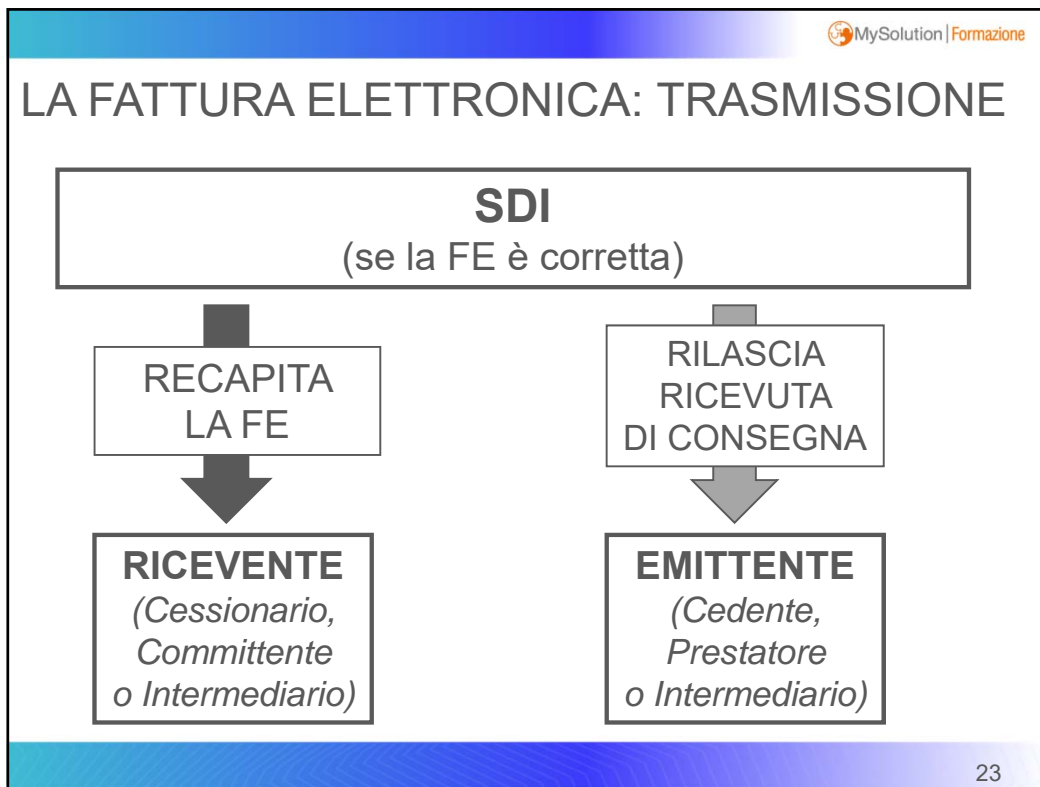 MySolution | Formazione
LA FATTURA ELETTRONICA: TRASMISSIONE
SDI
(se la FE è corretta)
RECAPITA
LA FE
RILASCIA
RICEVUTA
DI CONSEGNA
RICEVENTE
(Cessionario,
Committente
o Intermediario)
EMITTENTE
(Cedente,
Prestatore
o Intermediario)
23